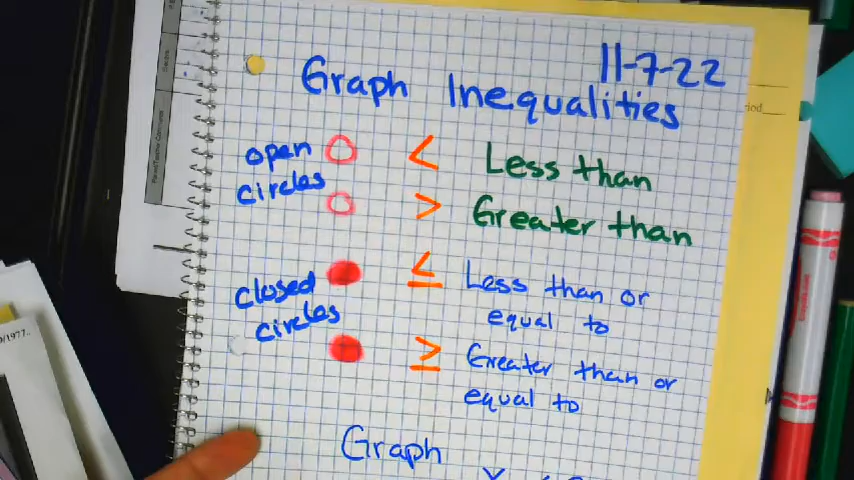 11-7-22
Graph Inequalities
open circles < Less than
> Greater than
closed circles ≤ Less than or
equal to
≥ Greater than or
equal to
Graph